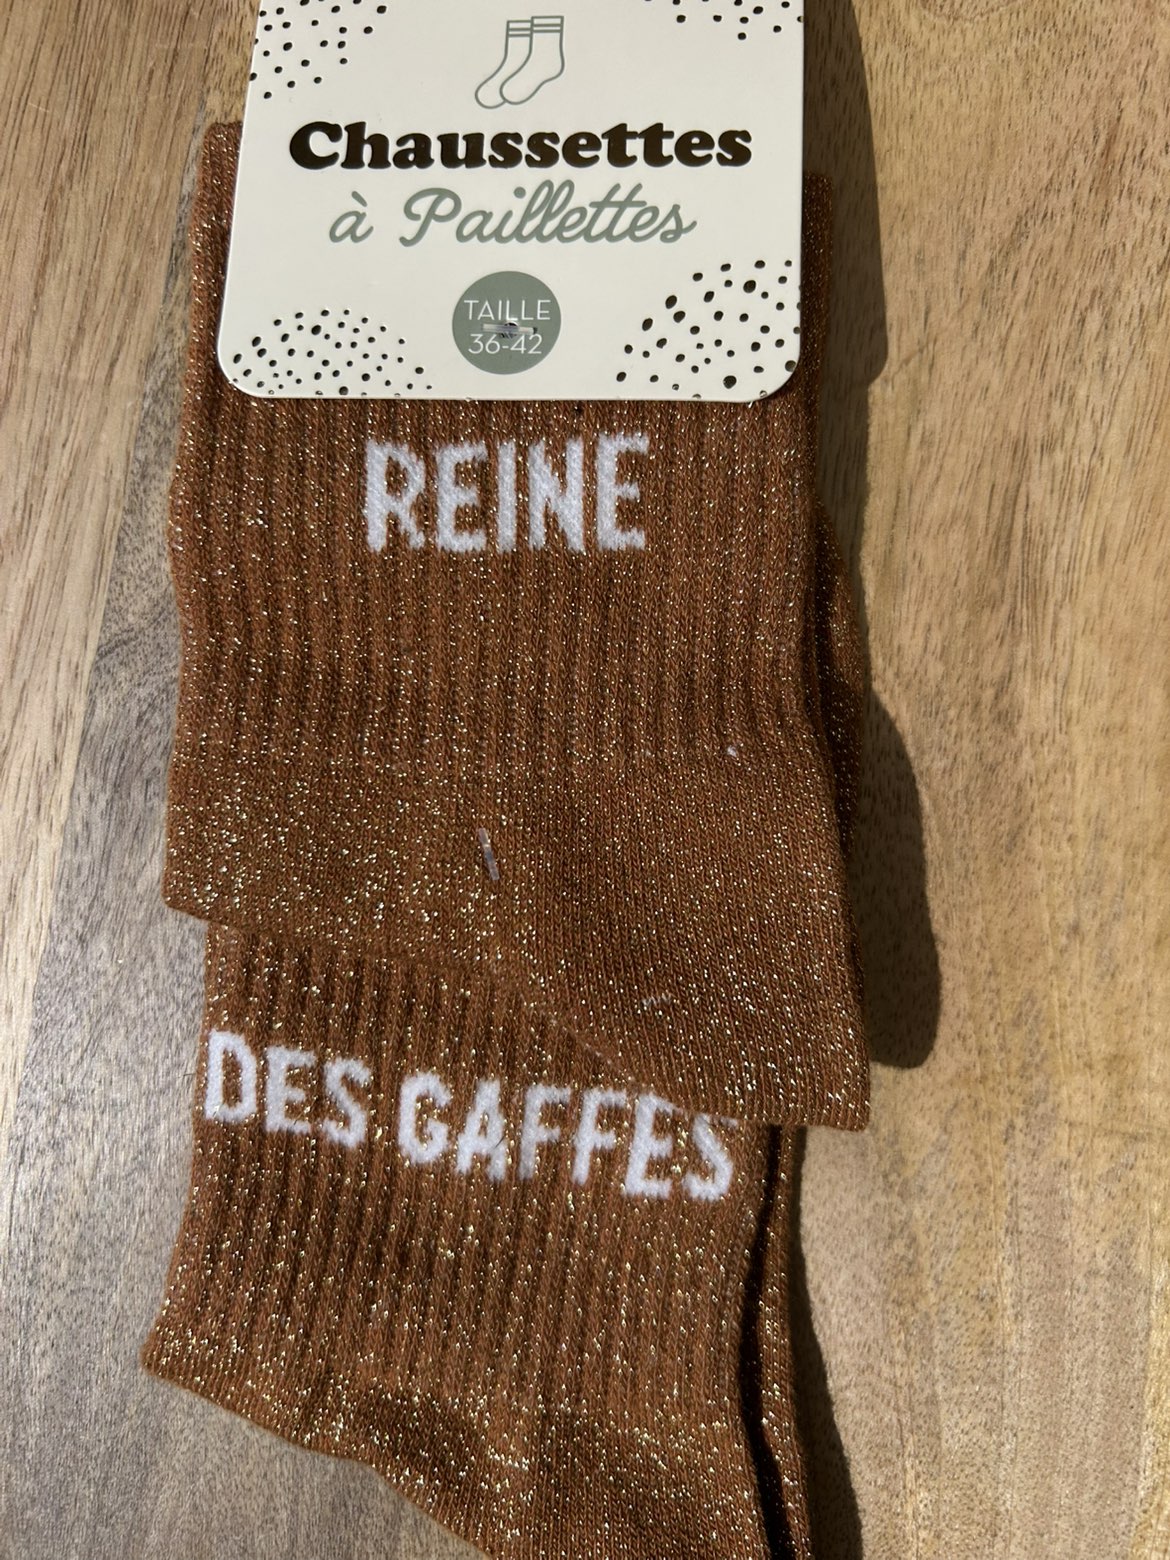 Chaussettes
à Paillettes
TAILLE
36-42
REINE
DES GAFFES